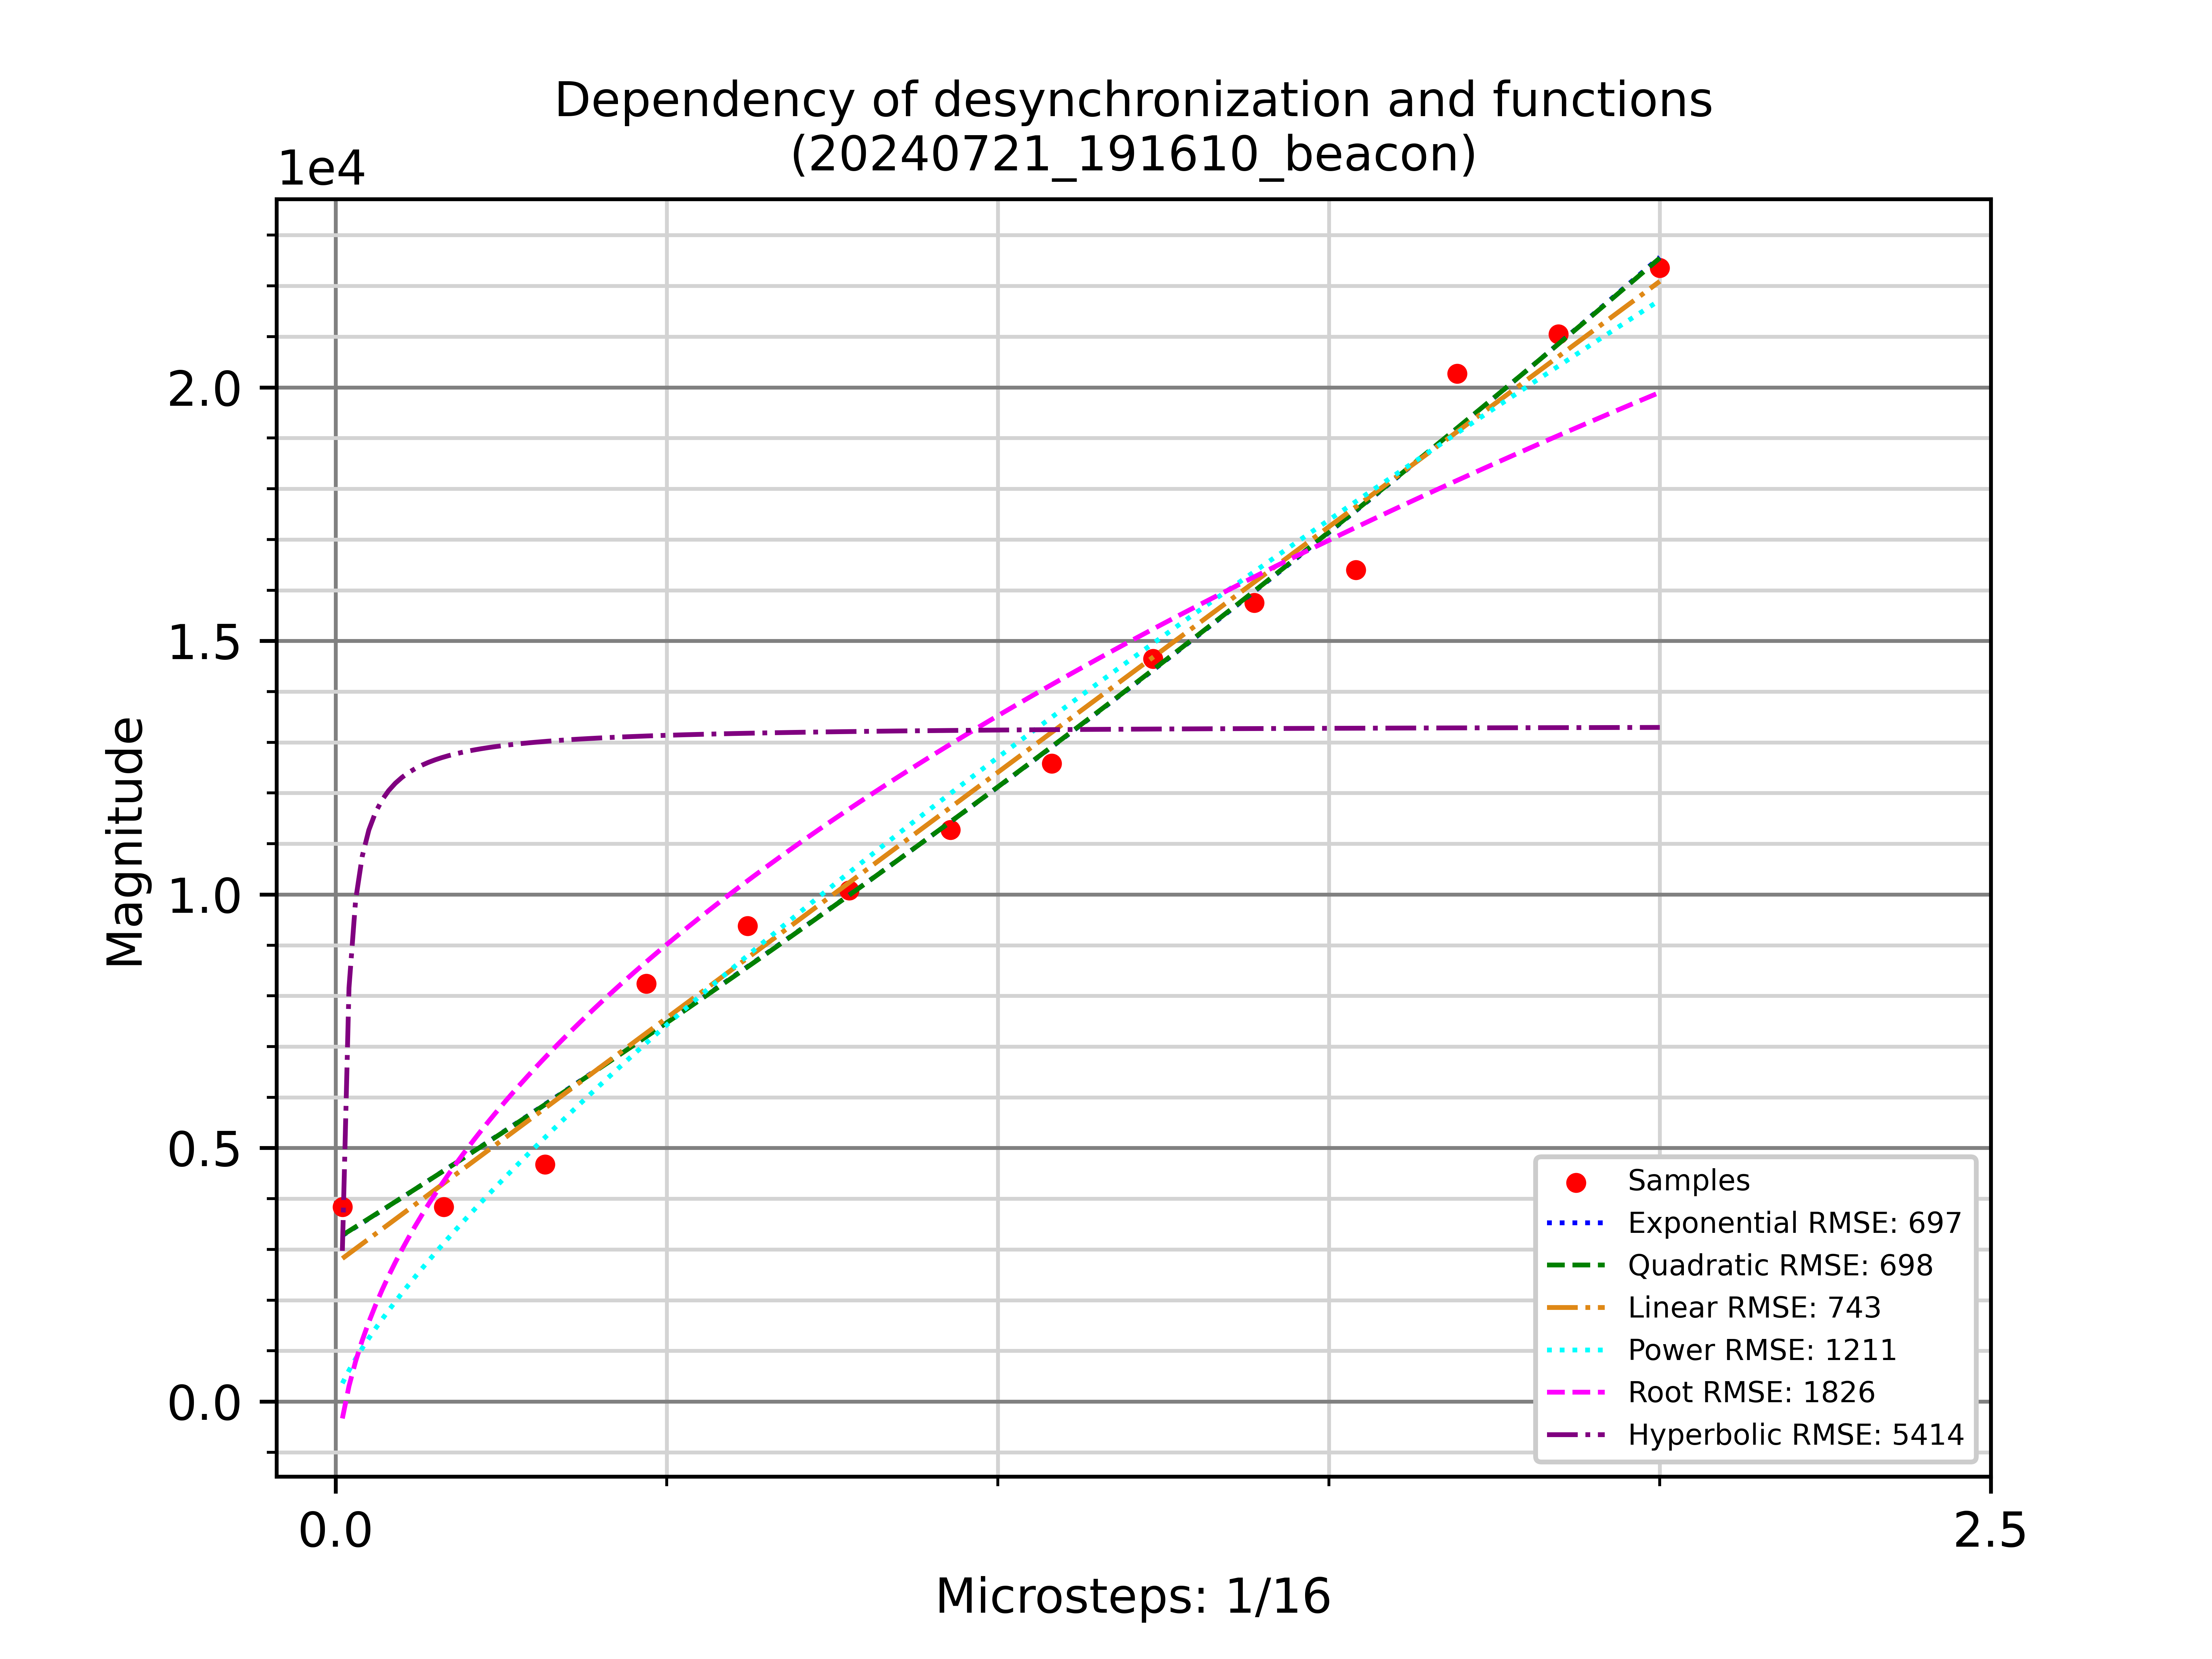 Dependency of desynchronization and functions
(20240721_191610_beacon)
1e4
2.0
1.5
1.0
0.5
0.0
Magnitude
Samples
Exponential RMSE: 697
Quadratic RMSE: 698
Linear RMSE: 743
Power RMSE: 1211
Root RMSE: 1826
Hyperbolic RMSE: 5414
0.0
2.5
Microsteps: 1/16